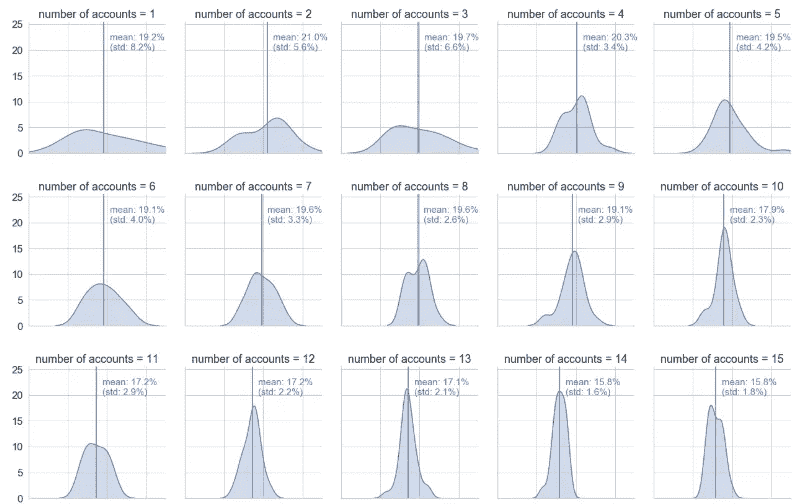 number of accounts = 1
number of accounts = 2
number of accounts = 3
number of accounts = 4
number of accounts = 5
25
20
15
10
5
0
mean: 19.2%
(std: 8.2%)
mean: 21.0%
(std: 5.6%)
mean: 19.7%
(std: 6.6%)
mean: 20.3%
(std: 3.4%)
mean: 19.5%
(std: 4.2%)
number of accounts = 6
number of accounts = 7
number of accounts = 8
number of accounts = 9
number of accounts = 10
25
20
15
10
5
0
mean: 19.1%
(std: 4.0%)
mean: 19.6%
(std: 3.3%)
mean: 19.6%
(std: 2.6%)
mean: 19.1%
(std: 2.9%)
mean: 17.9%
(std: 2.3%)
number of accounts = 11
number of accounts = 12
number of accounts = 13
number of accounts = 14
number of accounts = 15
25
20
15
10
5
0
mean: 17.2%
(std: 2.9%)
mean: 17.2%
(std: 2.2%)
mean: 17.1%
(std: 2.1%)
mean: 15.8%
(std: 1.6%)
mean: 15.8%
(std: 1.8%)